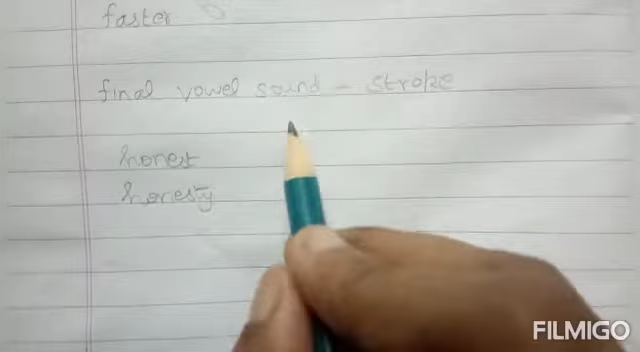 faster
final vowel sound - stroke
honest
honesty
FILMIGO